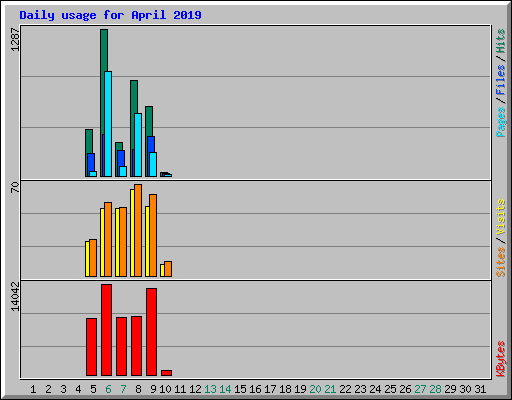 Daily usage for April 2019
1287
Pages / Files / Hits
70
Sites / Visits
14042
KBytes
1 2 3 4 5 6 7 8 9 10 11 12 13 14 15 16 17 18 19 20 21 22 23 24 25 26 27 28 29 30 31